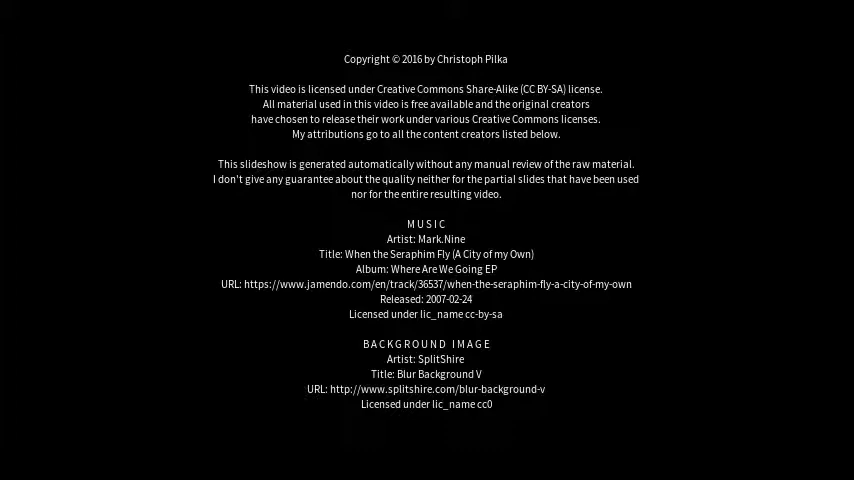 Copyright © 2016 by Christoph Pilka
This video is licensed under Creative Commons Share-Alike (CC BY-SA) license.
All material used in this video is free available and the original creators
have chosen to release their work under various Creative Commons licenses.
My attributions go to all the content creators listed below.
This slideshow is generated automatically without any manual review of the raw material.
I don't give any guarantee about the quality neither for the partial slides that have been used
nor for the entire resulting video.
MUSIC
Artist: Mark.Nine
Title: When the Seraphim Fly (A City of my Own)
Album: Where Are We Going EP
URL: https://www.jamendo.com/en/track/36537/when-the-seraphim-fly-a-city-of-my-own
Released: 2007-02-24
Licensed under lic_name cc-by-sa
BACKGROUND IMAGE
Artist: SplitShire
Title: Blur Background V
URL: http://www.splitshire.com/blur-background-v
Licensed under lic_name cc0